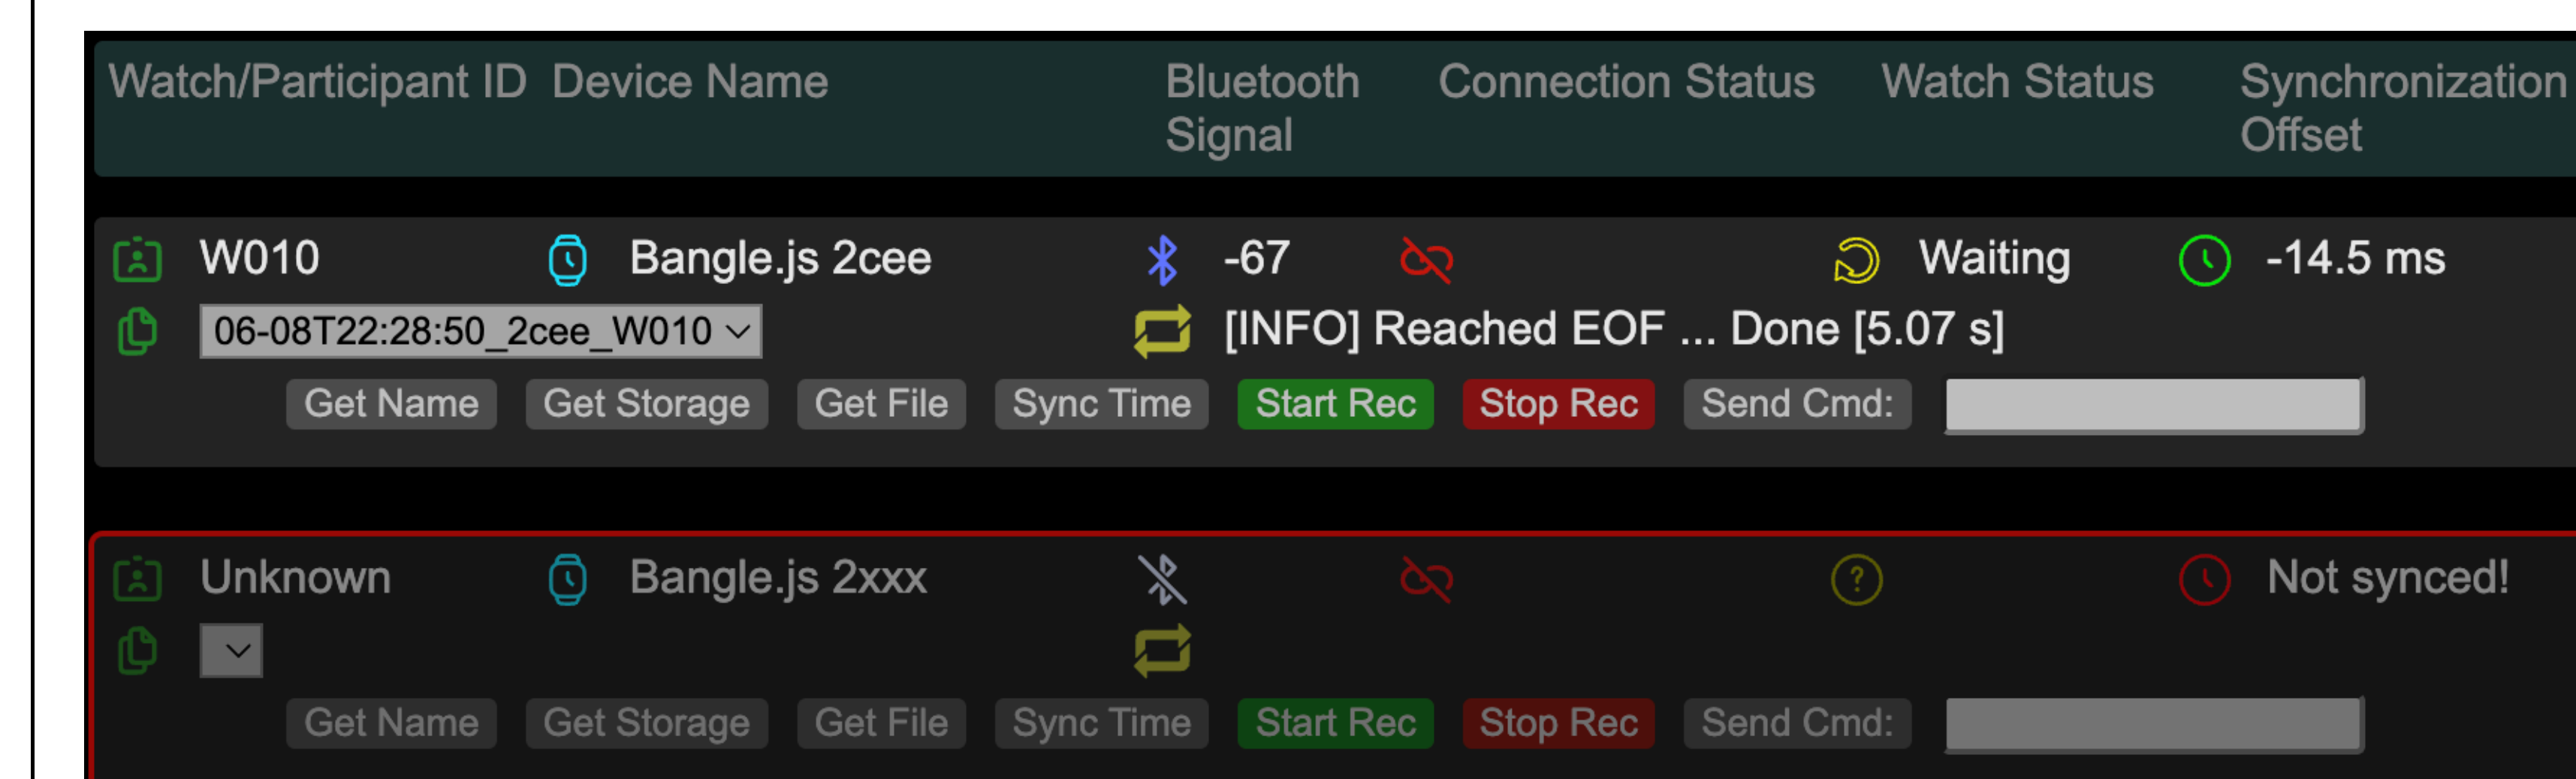 Watch/Participant ID Device Name Bluetooth Signal Connection Status Watch Status Synchronization Offset
W010 Bangle.js 2cee -67 Waiting -14.5 ms
06-08T22:28:50_2cee_W010 [INFO] Reached EOF ... Done [5.07 s]
Get Name Get Storage Get File Sync Time Start Rec Stop Rec Send Cmd:
Unknown Bangle.js 2xxx ? Not synced!
Get Name Get Storage Get File Sync Time Start Rec Stop Rec Send Cmd: